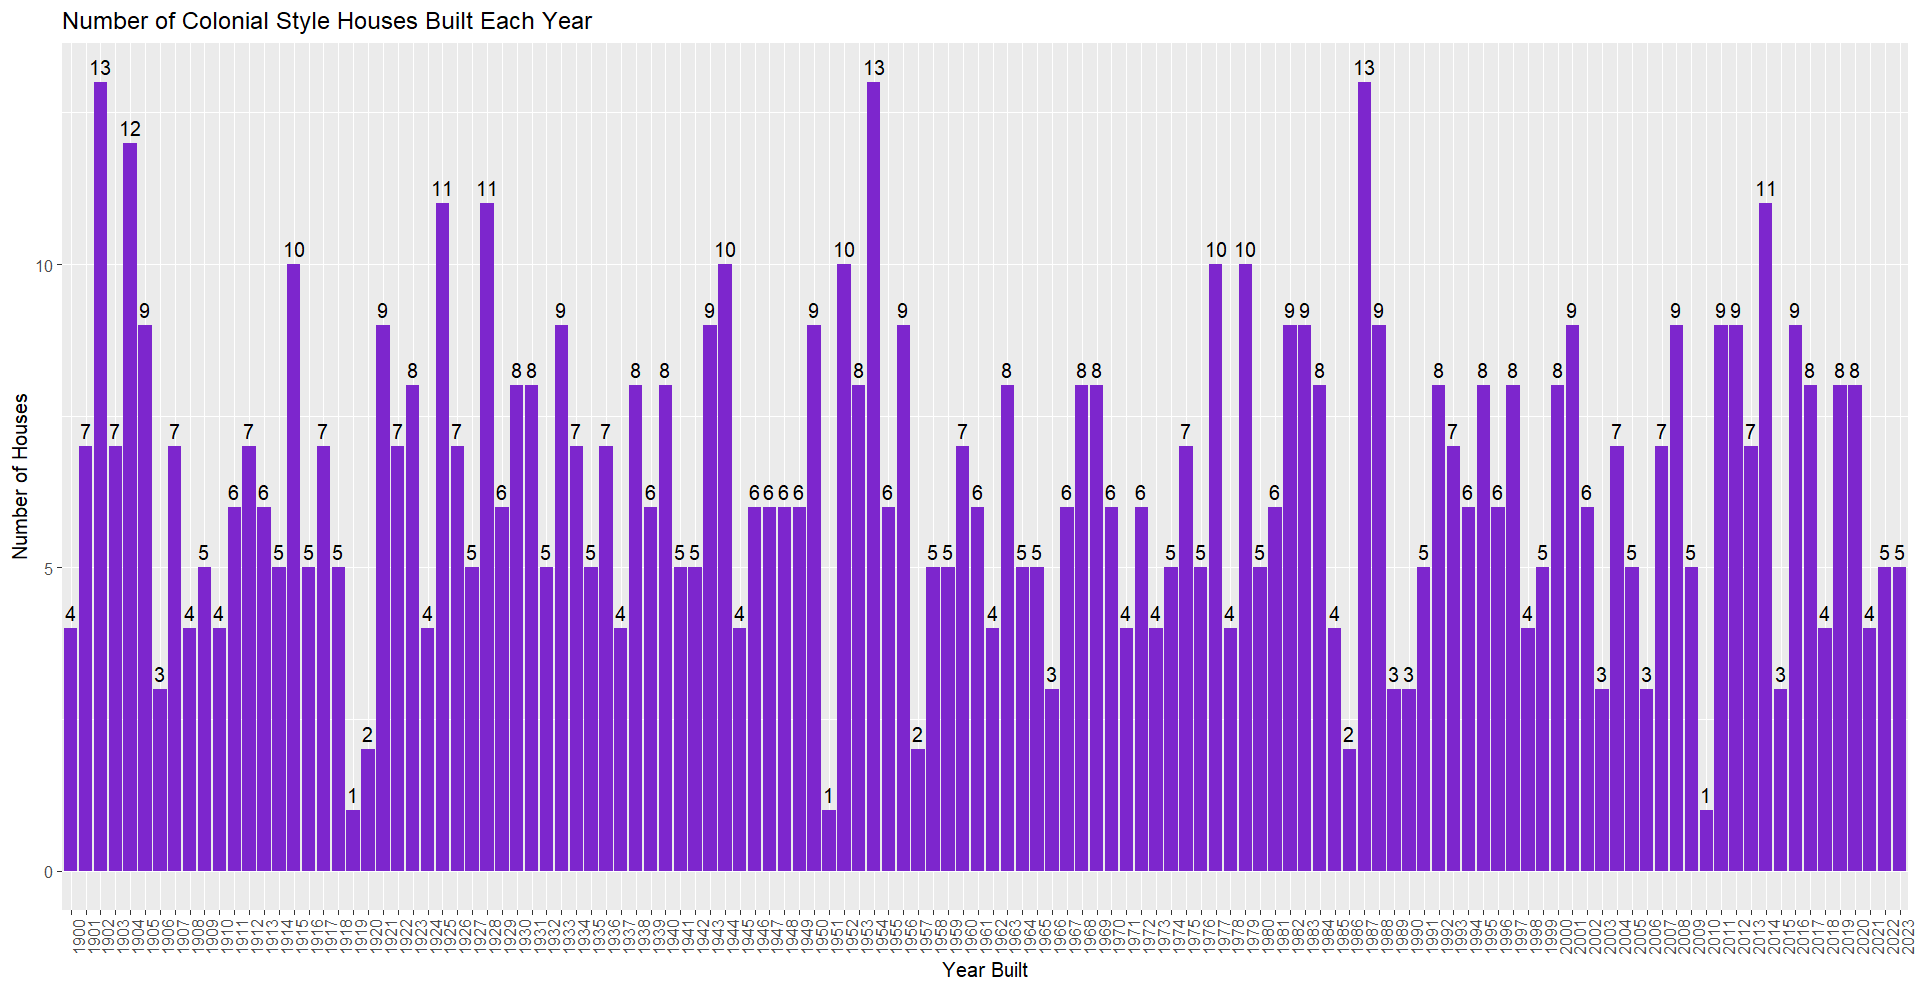 Number of Colonial Style Houses Built Each Year
Number of Houses
10
5
0
4 7 13 7 12 9 3 7 4 5 4 6 7 6 5 10 5 7 5 1 2 9 7 8 4 11 7 5 11 6 8 8 5 9 7 5 7 4 8 6 8 5 5 9 10 4 6 6 6 6 9 1 10 8 13 6 9 2 5 5 7 6 4 8 5 5 3 6 8 8 6 4 6 4 5 7 5 10 4 10 5 6 9 9 8 4 2 13 9 3 3 5 8 7 6 8 6 8 4 5 8 9 6 3 7 5 3 7 9 5 1 9 9 7 11 3 9 8 4 8 8 4 5 5
1900 1901 1902 1903 1904 1905 1906 1907 1908 1909 1910 1911 1912 1913 1914 1915 1916 1917 1918 1919 1920 1921 1922 1923 1924 1925 1926 1927 1928 1929 1930 1931 1932 1933 1934 1935 1936 1937 1938 1939 1940 1941 1942 1943 1944 1945 1946 1947 1948 1949 1950 1951 1952 1953 1954 1955 1956 1957 1958 1959 1960 1961 1962 1963 1964 1965 1966 1967 1968 1969 1970 1971 1972 1973 1974 1975 1976 1977 1978 1979 1980 1981 1982 1983 1984 1985 1986 1987 1988 1989 1990 1991 1992 1993 1994 1995 1996 1997 1998 1999 2000 2001 2002 2003 2004 2005 2006 2007 2008 2009 2010 2011 2012 2013 2014 2015 2016 2017 2018 2019 2020 2021 2022 2023
Year Built